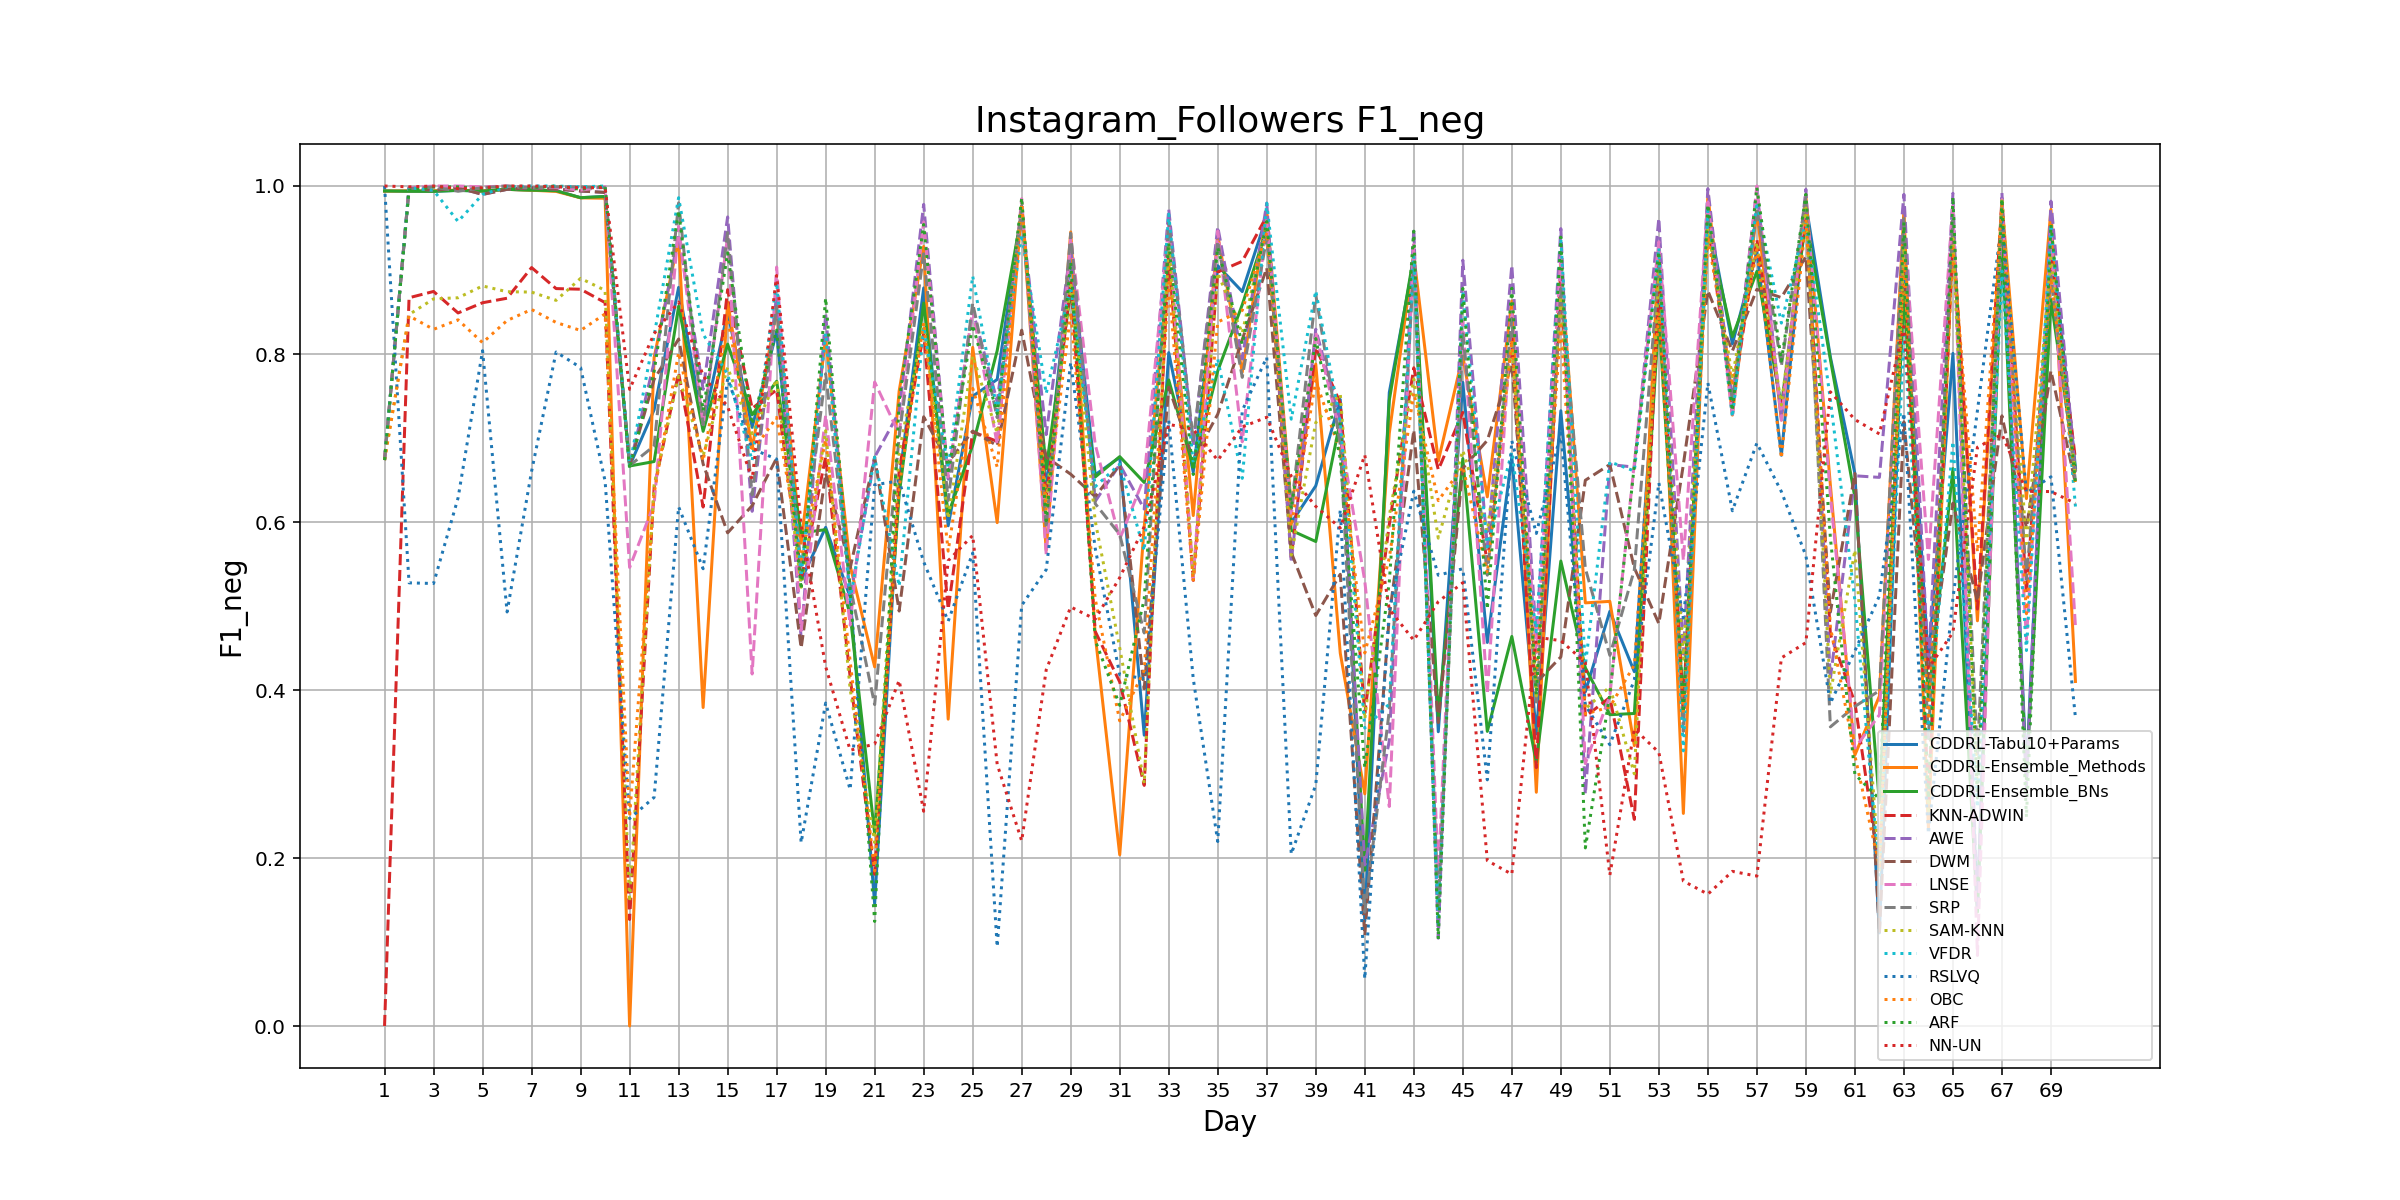 Instagram_Followers F1_neg
F1_neg
1.0
0.8
0.6
0.4
0.2
0.0
CDDRL-Tabu10+Params
CDDRL-Ensemble_Methods
CDDRL-Ensemble_BNs
KNN-ADWIN
AWE
DWM
LNSE
SRP
SAM-KNN
VFDR
RSLVQ
OBC
ARF
NN-UN
1 3 5 7 9 11 13 15 17 19 21 23 25 27 29 31 33 35 37 39 41 43 45 47 49 51 53 55 57 59 61 63 65 67 69
Day